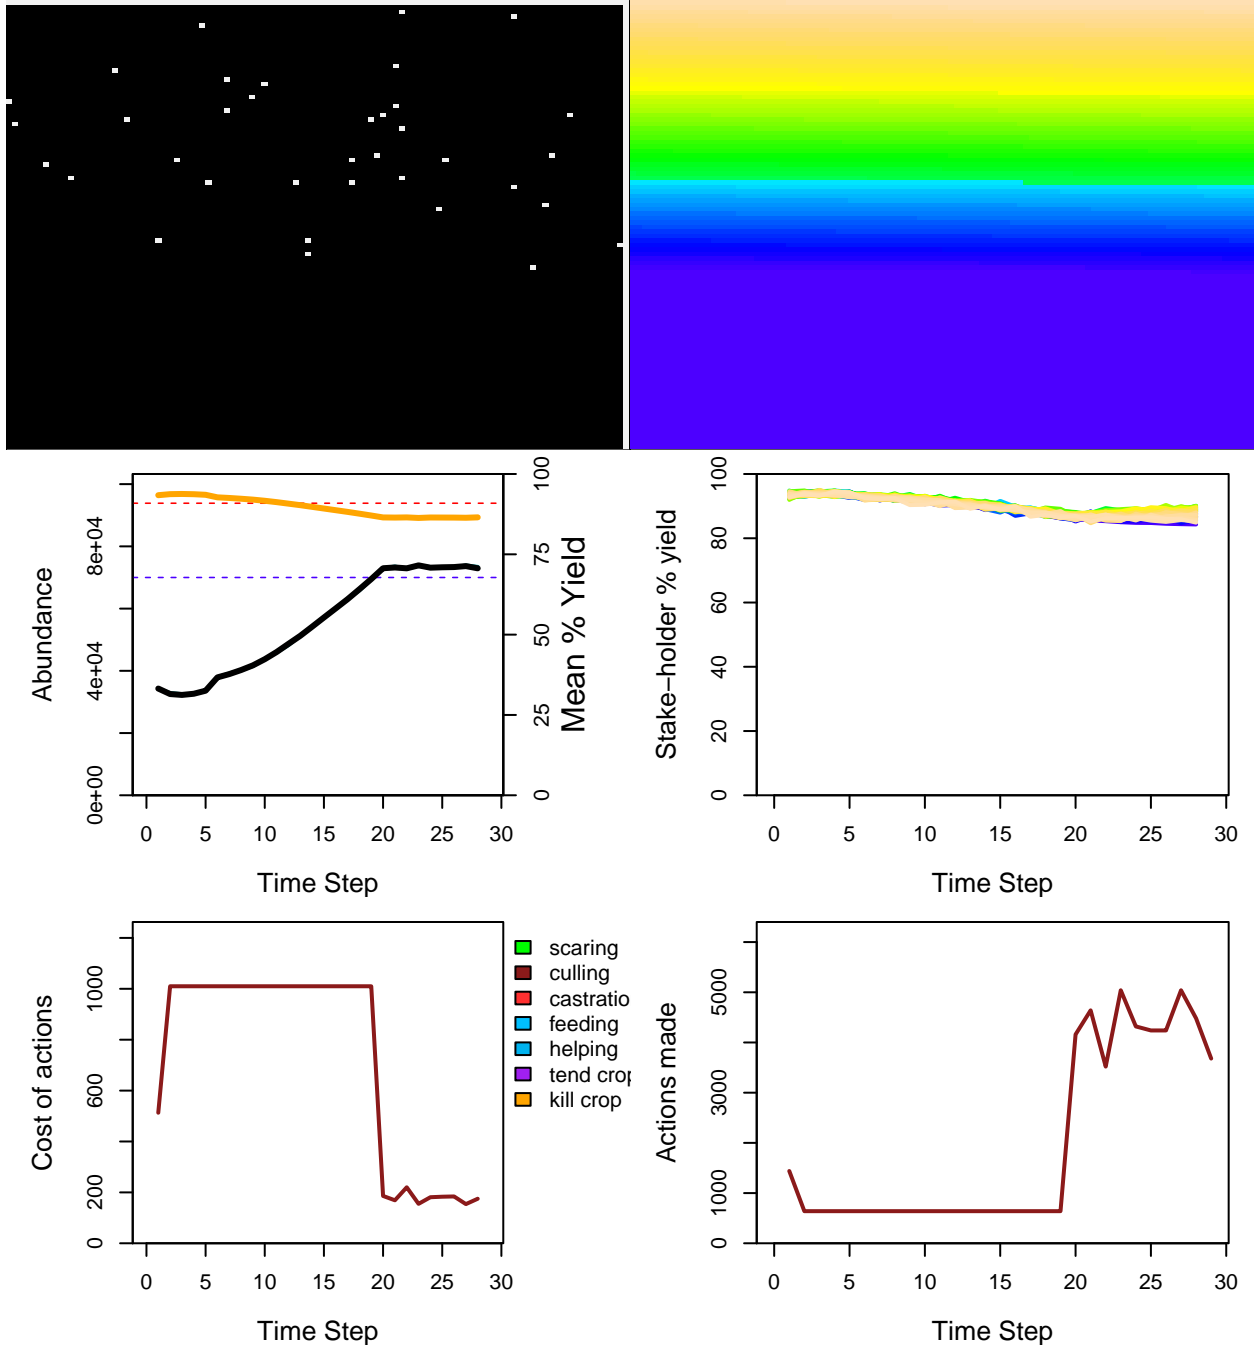 Abundance
0e+00
4e+04
8e+04
0
25
50
75
100
Mean % Yield
0
5
10
15
20
25
30
Time Step
Stake−holder % yield
0
20
40
60
80
100
0
5
10
15
20
25
30
Time Step
Cost of actions
0
200
600
1000
0
5
10
15
20
25
30
Time Step
scaring
culling
castratio
feeding
helping
tend crop
kill crop
Actions made
0
1000
3000
5000
0
5
10
15
20
25
30
Time Step